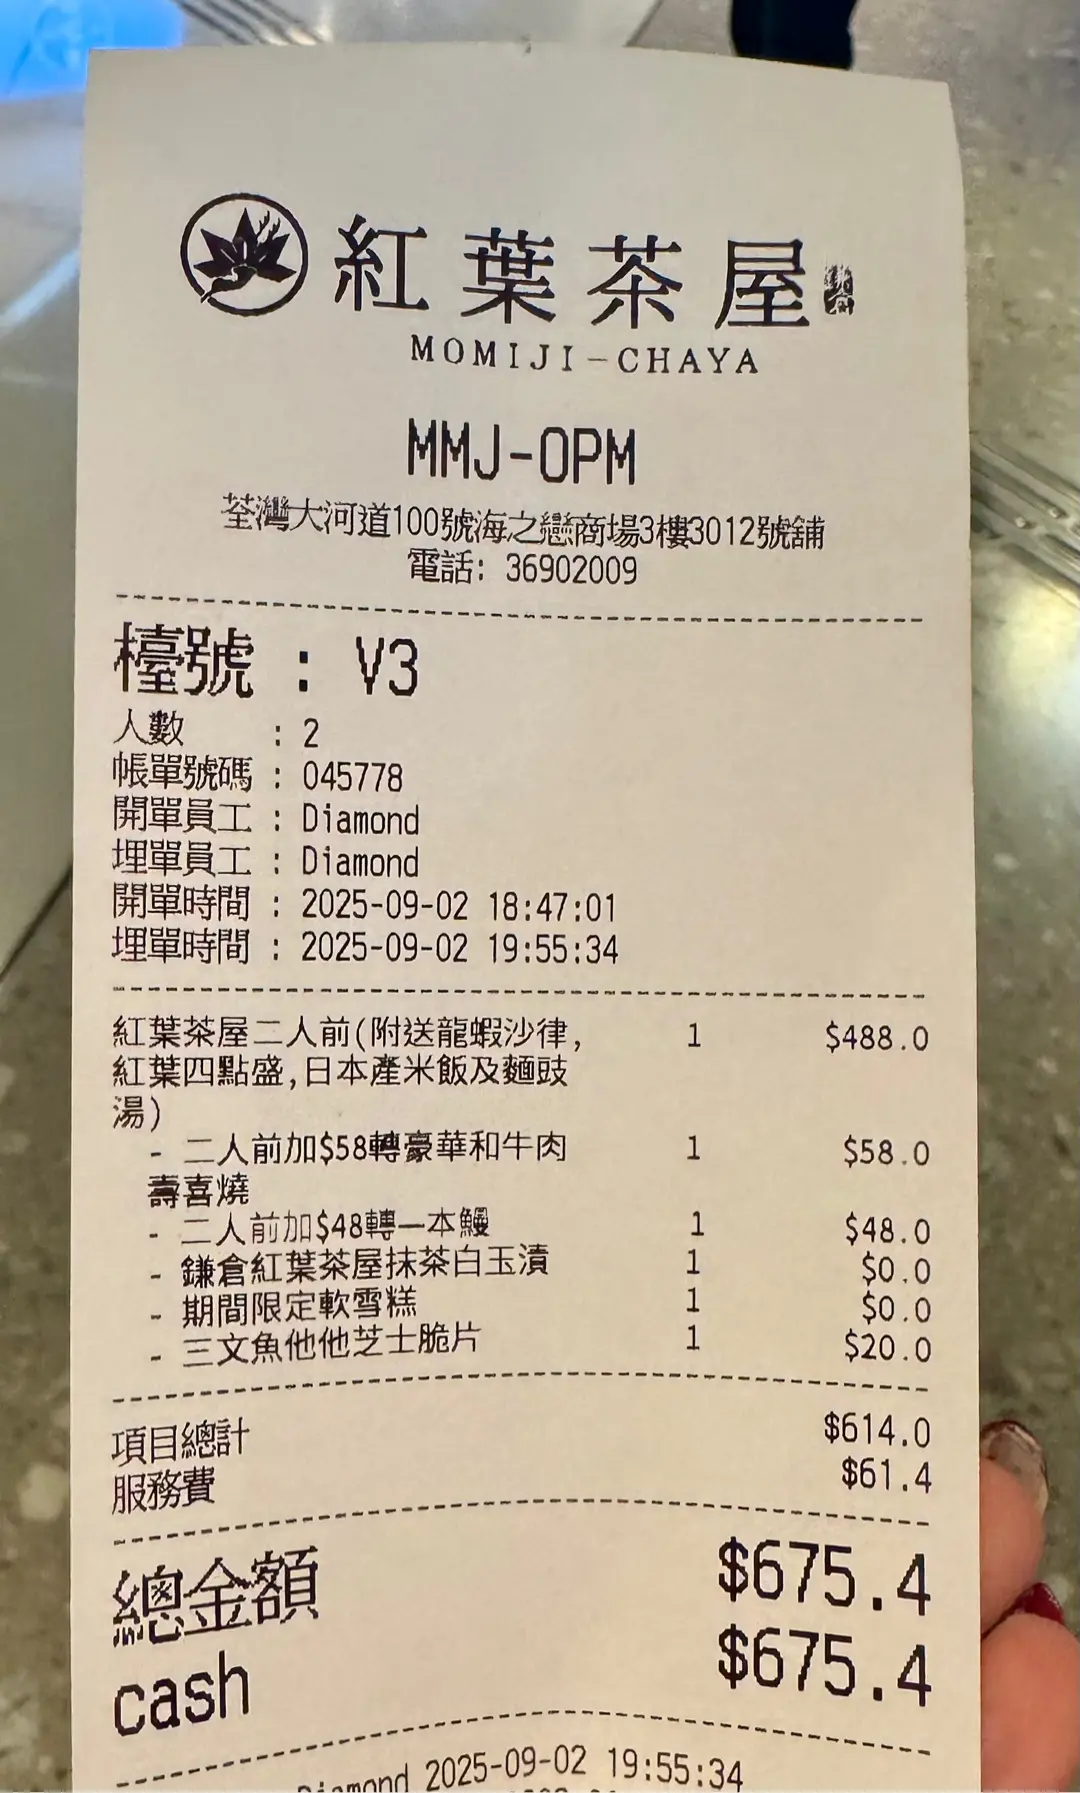 紅葉茶屋
MOMIJI-CHAYA
MMJ-OPM
荃灣大河道100號海之戀商場3樓3012號舖
電話: 36902009
檯號 : V3
人數 : 2
帳單號碼 : 045778
開單員工 : Diamond
埋單員工 : Diamond
開單時間 : 2025-09-02 18:47:01
埋單時間 : 2025-09-02 19:55:34
紅葉茶屋二人前(附送龍蝦沙律, 1 $488.0
紅葉四點盛,日本產米飯及麵豉
湯)
- 二人前加$58轉豪華和牛肉 1 $58.0
壽喜燒
- 二人前加$48轉一本鰻 1 $48.0
- 鎌倉紅葉茶屋抹茶白玉漬 1 $0.0
- 期間限定軟雪糕 1 $0.0
- 三文魚他他芝士脆片 1 $20.0
項目總計 $614.0
服務費 $61.4
總金額 $675.4
cash $675.4
Diamond 2025-09-02 19:55:34